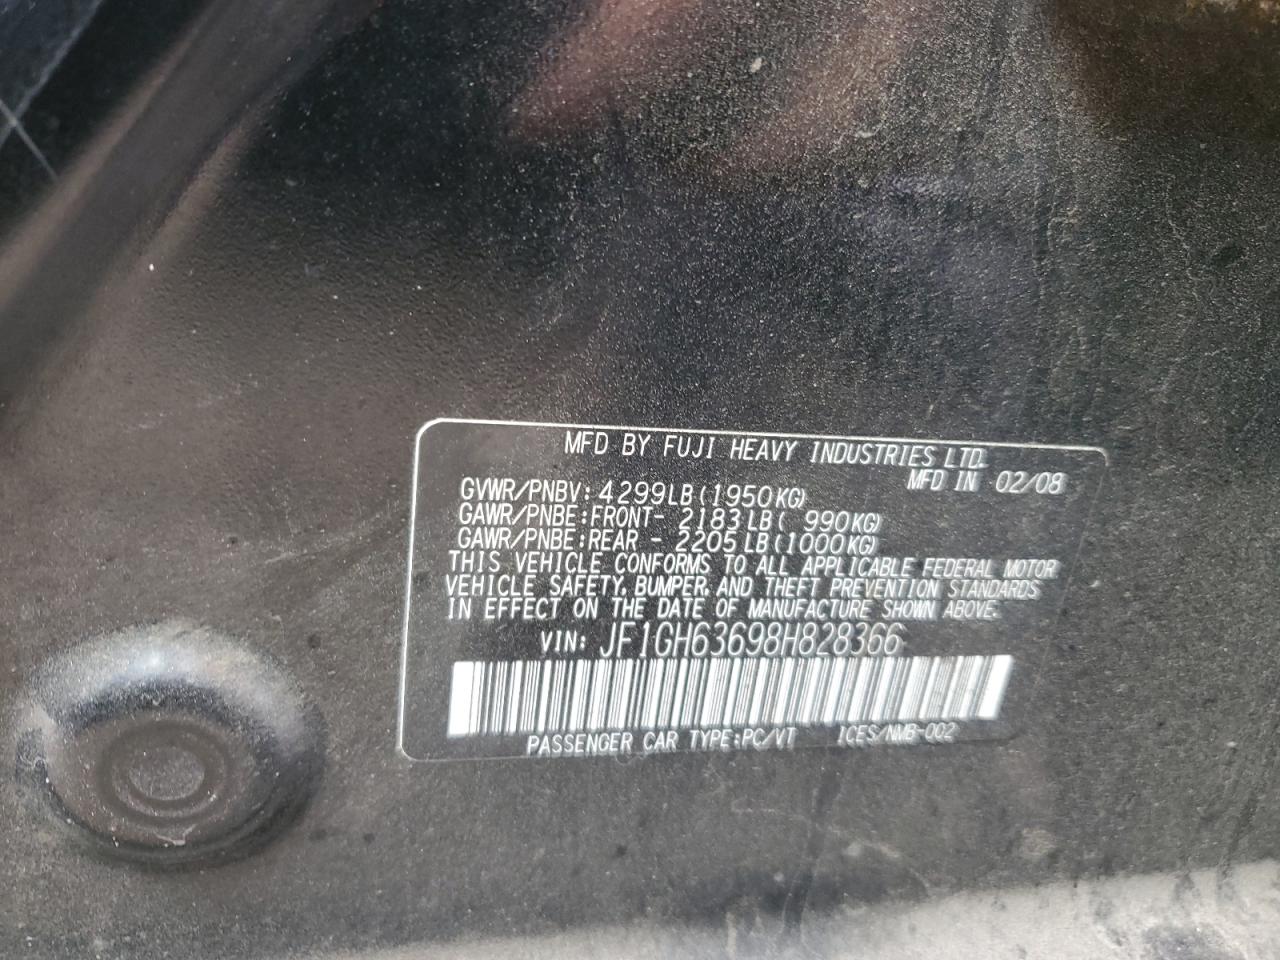 MFD BY FUJI HEAVY INDUSTRIES LTD.
MFD IN 02/08
GVWR/PNBV: 4299LB(1950KG)
GAWR/PNBE:FRONT- 2183LB( 990KG)
GAWR/PNBE:REAR - 2205LB(1000KG)
THIS VEHICLE CONFORMS TO ALL APPLICABLE FEDERAL MOTOR
VEHICLE SAFETY, BUMPER, AND THEFT PREVENTION STANDARDS
IN EFFECT ON THE DATE OF MANUFACTURE SHOWN ABOVE.
VIN: JF1GH63698H828366
PASSENGER CAR TYPE:PC/VT ICES/NMB-002